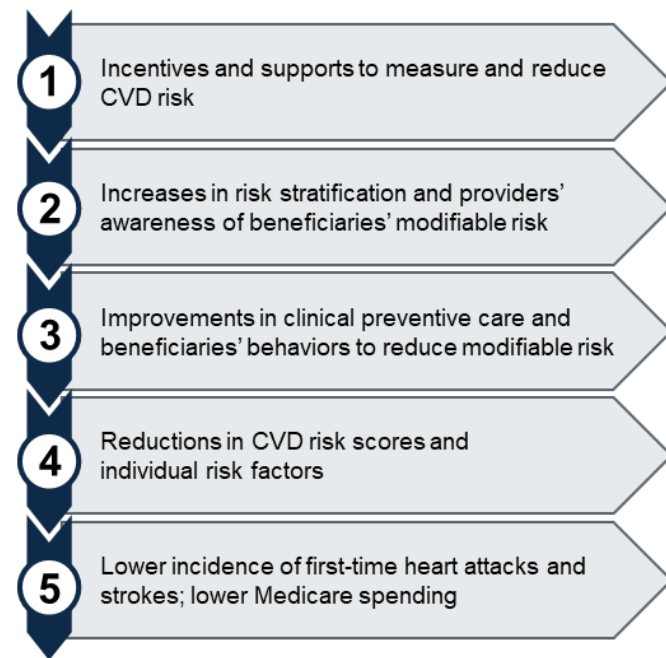 1
Incentives and supports to measure and reduce
CVD risk
2
Increases in risk stratification and providers’
awareness of beneficiaries’ modifiable risk
3
Improvements in clinical preventive care and
beneficiaries’ behaviors to reduce modifiable risk
4
Reductions in CVD risk scores and
individual risk factors
5
Lower incidence of first-time heart attacks and
strokes; lower Medicare spending